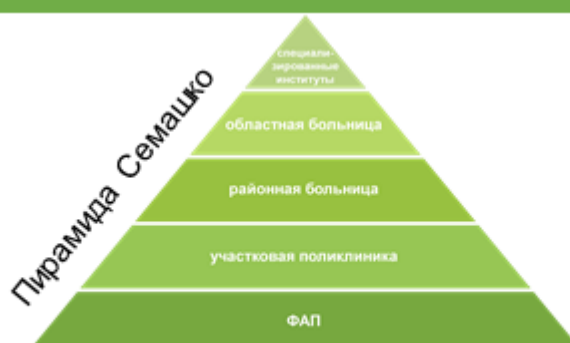 Пирамида Семашко
специали-
зированные
институты
областная больница
районная больница
участковая поликлиника
ФАП